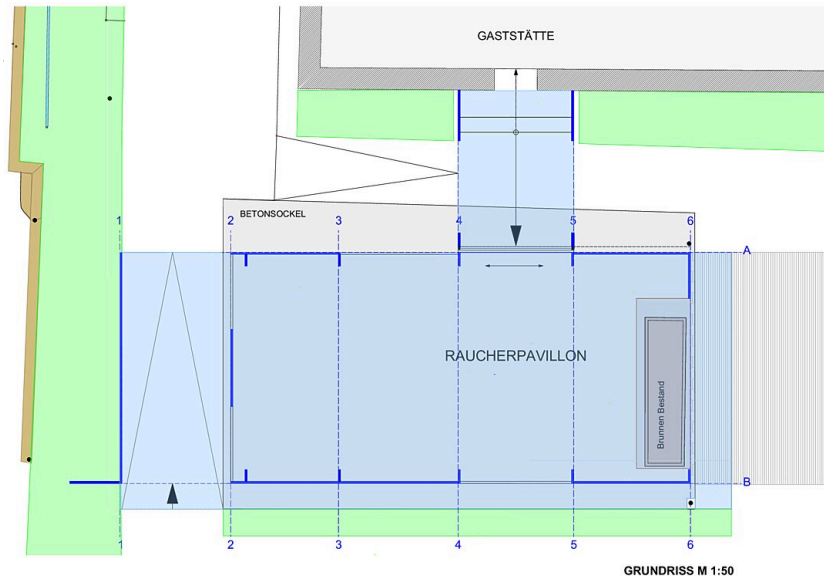 GASTSTÄTTE
1 2 3 4 5 6
BETONSOCKEL
A
RAUCHERPAVILLON
Brunnen Bestand
B
1 2 3 4 5 6
GRUNDRISS M 1:50